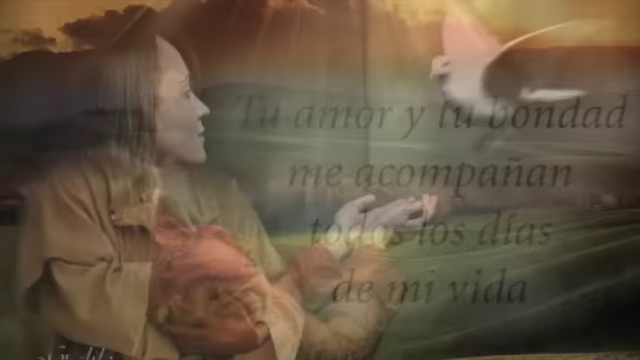 Tu amor y tu bondad
me acompañan
todos los días
de mi vida